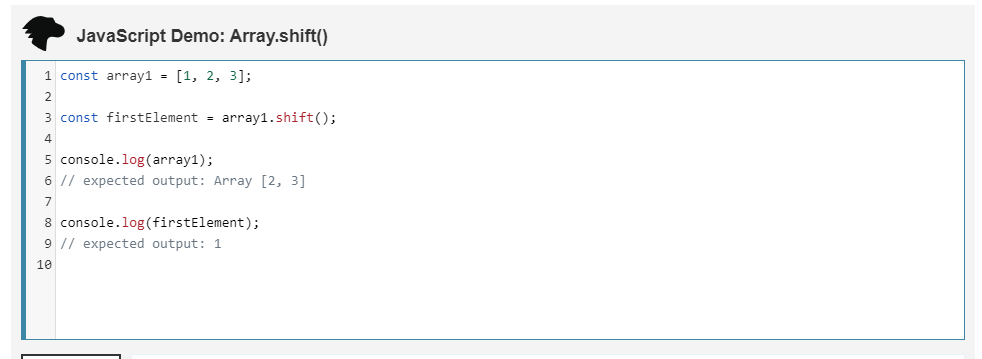 JavaScript Demo: Array.shift()
1 const array1 = [1, 2, 3];
2
3 const firstElement = array1.shift();
4
5 console.log(array1);
6 // expected output: Array [2, 3]
7
8 console.log(firstElement);
9 // expected output: 1
10